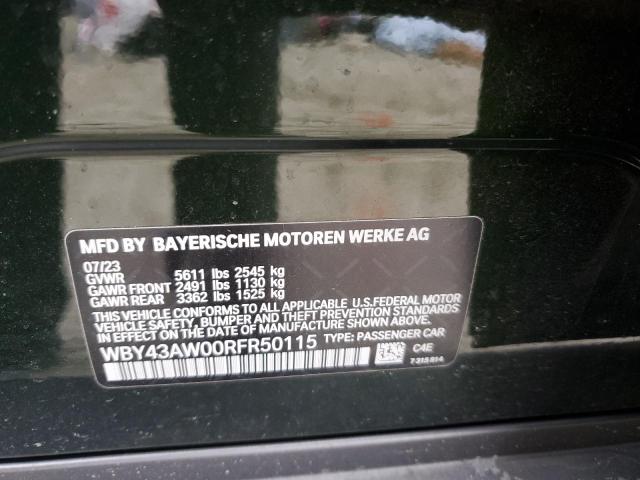 MFD BY BAYERISCHE MOTOREN WERKE AG
07/23
GVWR 5611 lbs 2545 kg
GAWR FRONT 2491 lbs 1130 kg
GAWR REAR 3362 lbs 1525 kg
THIS VEHICLE CONFORMS TO ALL APPLICABLE U.S.FEDERAL MOTOR
VEHICLE SAFETY, BUMPER AND THEFT PREVENTION STANDARDS
IN EFFECT ON THE DATE OF MANUFACTURE SHOWN ABOVE.
WBY43AW00RFR50115 TYPE: PASSENGER CAR
C4E
7315814